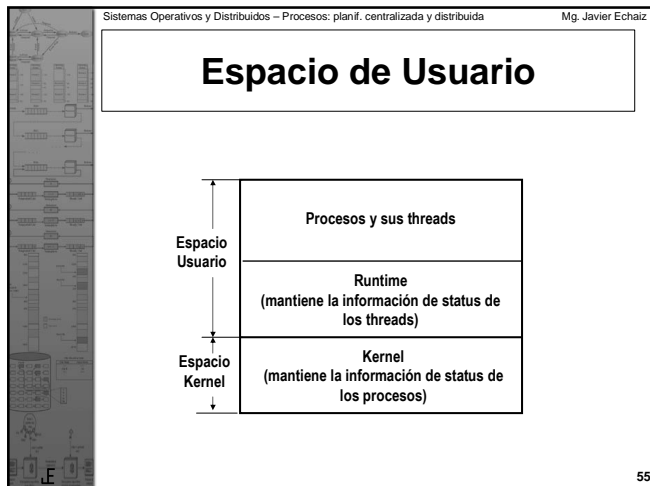 Sistemas Operativos y Distribuidos – Procesos: planif. centralizada y distribuida
Mg. Javier Echaiz
Espacio de Usuario
Procesos y sus threads
Espacio
Usuario
Runtime
(mantiene la información de status de
los threads)
Espacio
Kernel
Kernel
(mantiene la información de status de
los procesos)
JE
55